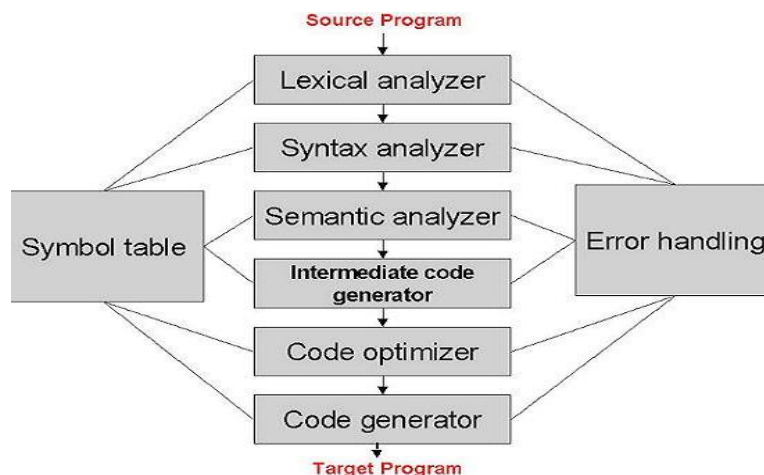 Source Program
Lexical analyzer
Syntax analyzer
Semantic analyzer
Symbol table
Error handling
Intermediate code
generator
Code optimizer
Code generator
Target Program